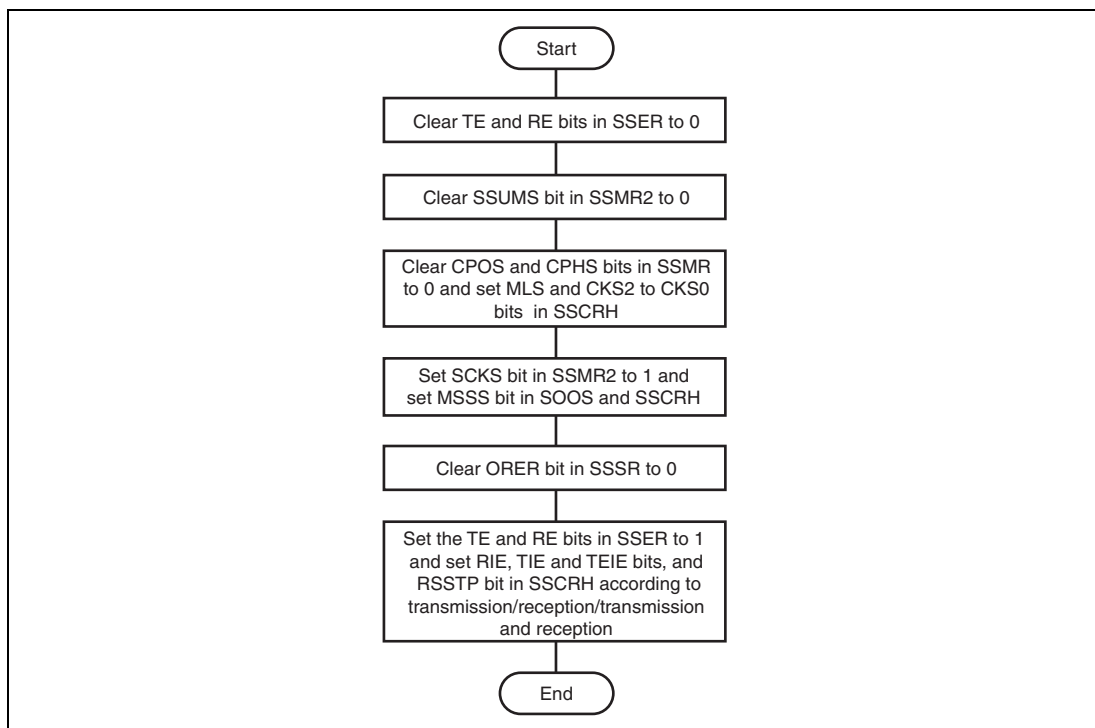 Start
Clear TE and RE bits in SSER to 0
Clear SSUMS bit in SSMR2 to 0
Clear CPOS and CPHS bits in SSMR
to 0 and set MLS and CKS2 to CKS0
bits in SSCRH
Set SCKS bit in SSMR2 to 1 and
set MSSS bit in SOOS and SSCRH
Clear ORER bit in SSSR to 0
Set the TE and RE bits in SSER to 1
and set RIE, TIE and TEIE bits, and
RSSTP bit in SSCRH according to
transmission/reception/transmission
and reception
End